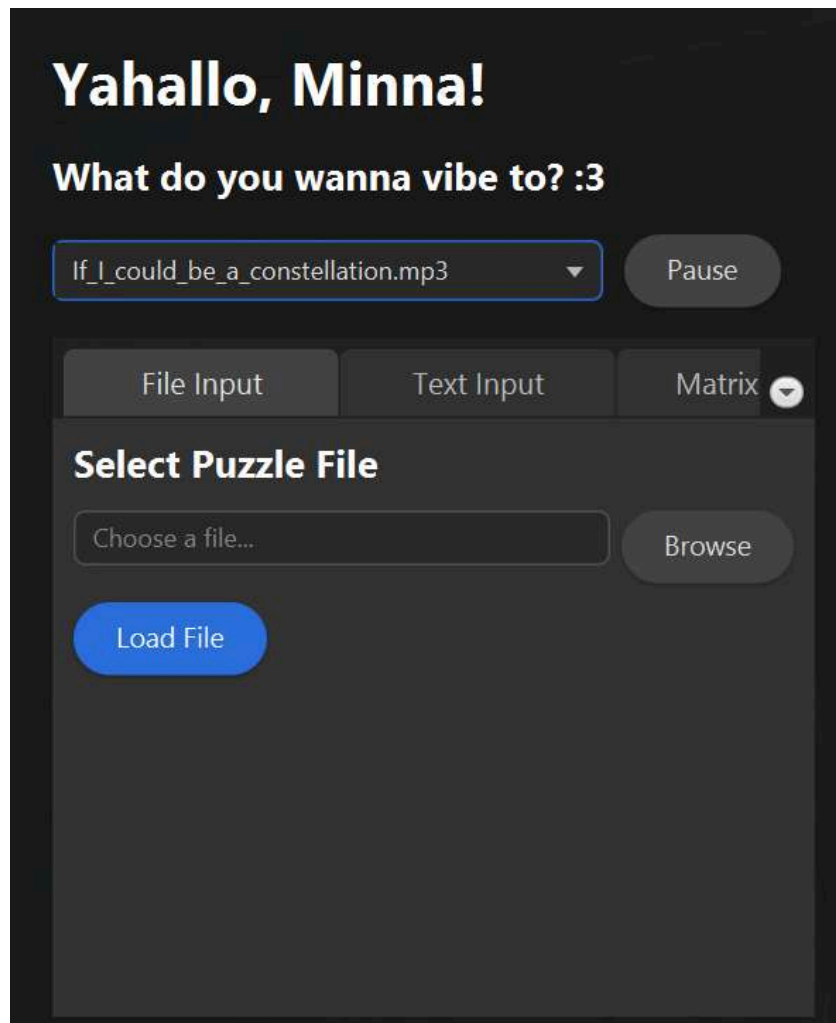 Yahallo, Minna!
What do you wanna vibe to? :3
If_I_could_be_a_constellation.mp3 Pause
File Input Text Input Matrix
Select Puzzle File
Choose a file... Browse
Load File